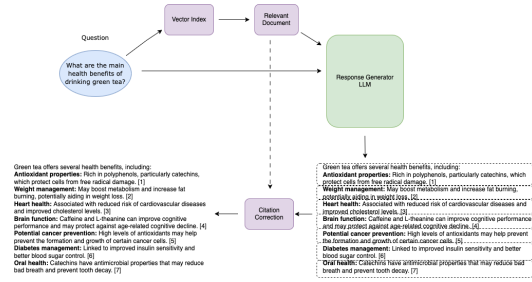 Question
What are the main
health benefits of
drinking green tea?
Vector Index
Relevant
Document
Response Generator
LLM
Green tea offers several health benefits, including:
Antioxidant properties: Rich in polyphenols, particularly catechins,
which protect cells from free radical damage. [1]
Weight management: May boost metabolism and increase fat
burning, potentially aiding in weight loss. [2]
Heart health: Associated with reduced risk of cardiovascular diseases
and improved cholesterol levels. [3]
Brain function: Caffeine and L-theanine can improve cognitive performance
and may protect against age-related cognitive decline. [4]
Potential cancer prevention: High levels of antioxidants may help
prevent the formation and growth of certain cancer cells. [5]
Diabetes management: Linked to improved insulin sensitivity and
better blood sugar control. [6]
Oral health: Catechins have antimicrobial properties that may reduce
bad breath and prevent tooth decay. [7]
Citation
Correction
Green tea offers several health benefits, including:
Antioxidant properties: Rich in polyphenols, particularly catechins, which
protect cells from free radical damage. [1]
Weight management: May boost metabolism and increase fat burning,
potentially aiding in weight loss. [2]
Heart health: Associated with reduced risk of cardiovascular diseases and
improved cholesterol levels. [3]
Brain function: Caffeine and L-theanine can improve cognitive performance
and may protect against age-related cognitive decline. [4]
Potential cancer prevention: High levels of antioxidants may help prevent
the formation and growth of certain cancer cells. [5]
Diabetes management: Linked to improved insulin sensitivity and better
blood sugar control. [6]
Oral health: Catechins have antimicrobial properties that may reduce bad
breath and prevent tooth decay. [7]